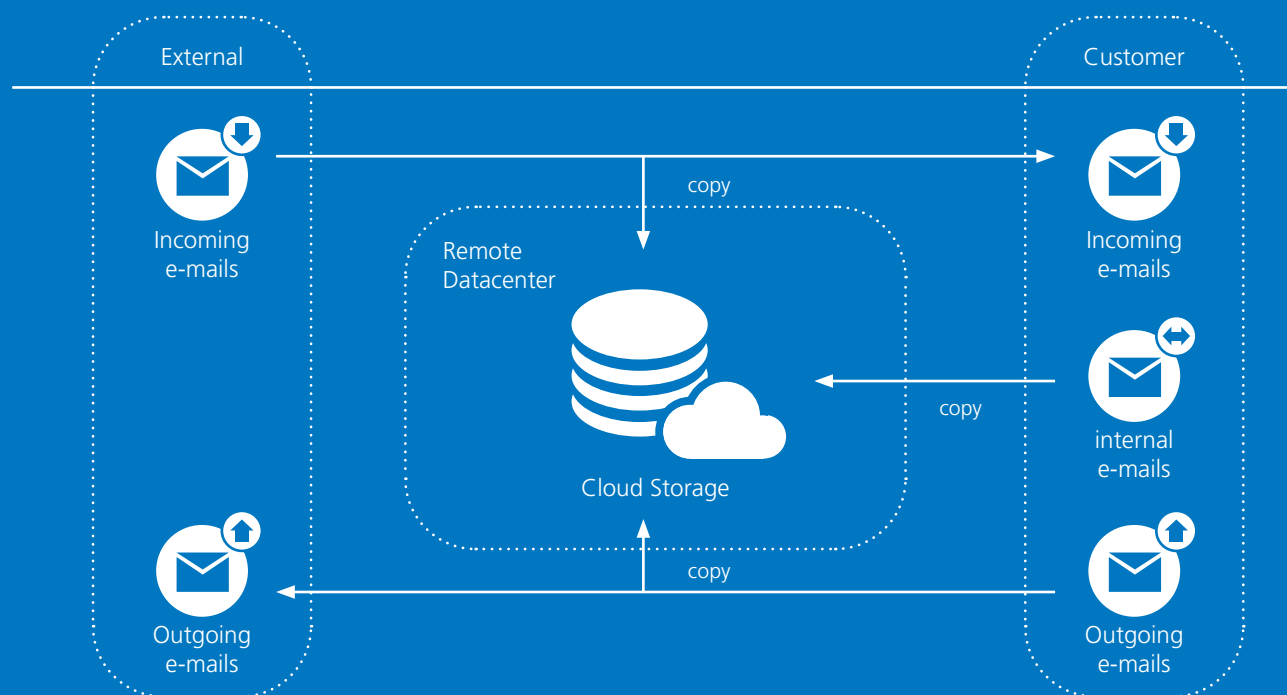 External
Customer
copy
Incoming
e-mails
Remote
Datacenter
Incoming
e-mails
copy
internal
e-mails
Cloud Storage
copy
Outgoing
e-mails
Outgoing
e-mails